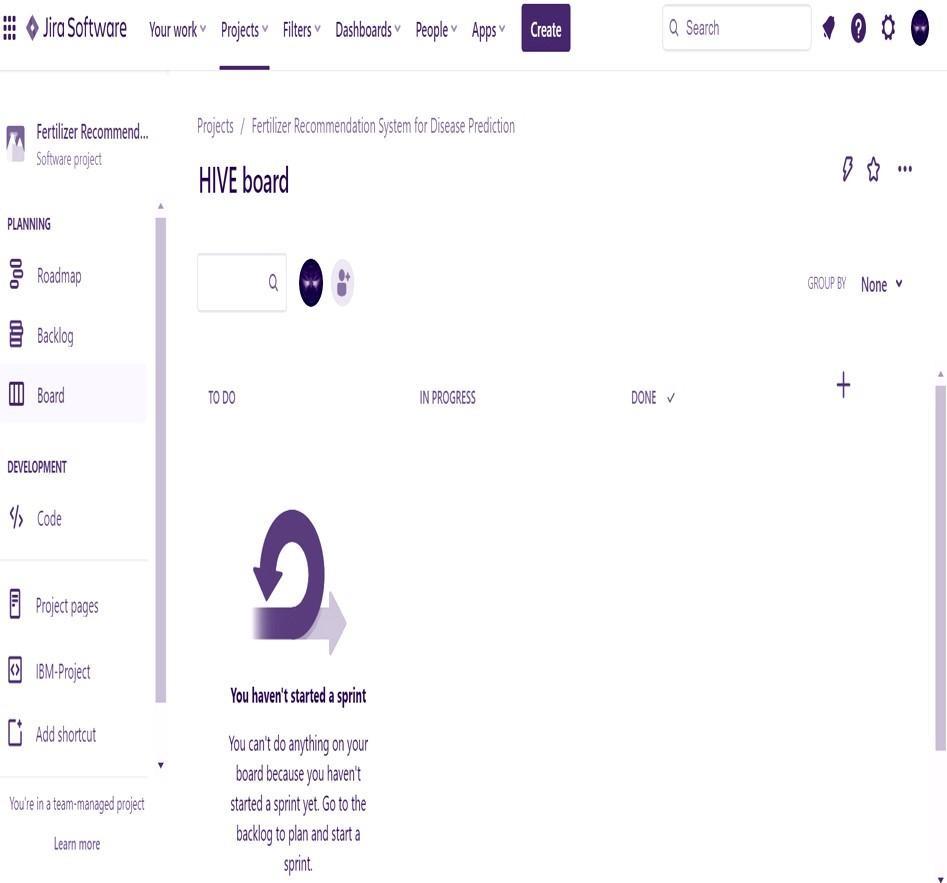 Jira Software Your work Projects Filters Dashboards People Apps Create Search
Fertilizer Recommend...
Software project
PLANNING
Roadmap
Backlog
Board
DEVELOPMENT
Code
Project pages
IBM-Project
Add shortcut
You're in a team-managed project
Learn more
Projects / Fertilizer Recommendation System for Disease Prediction
HIVE board
GROUP BY None
TO DO IN PROGRESS DONE ✓
You haven't started a sprint
You can't do anything on your
board because you haven't
started a sprint yet. Go to the
backlog to plan and start a
sprint.